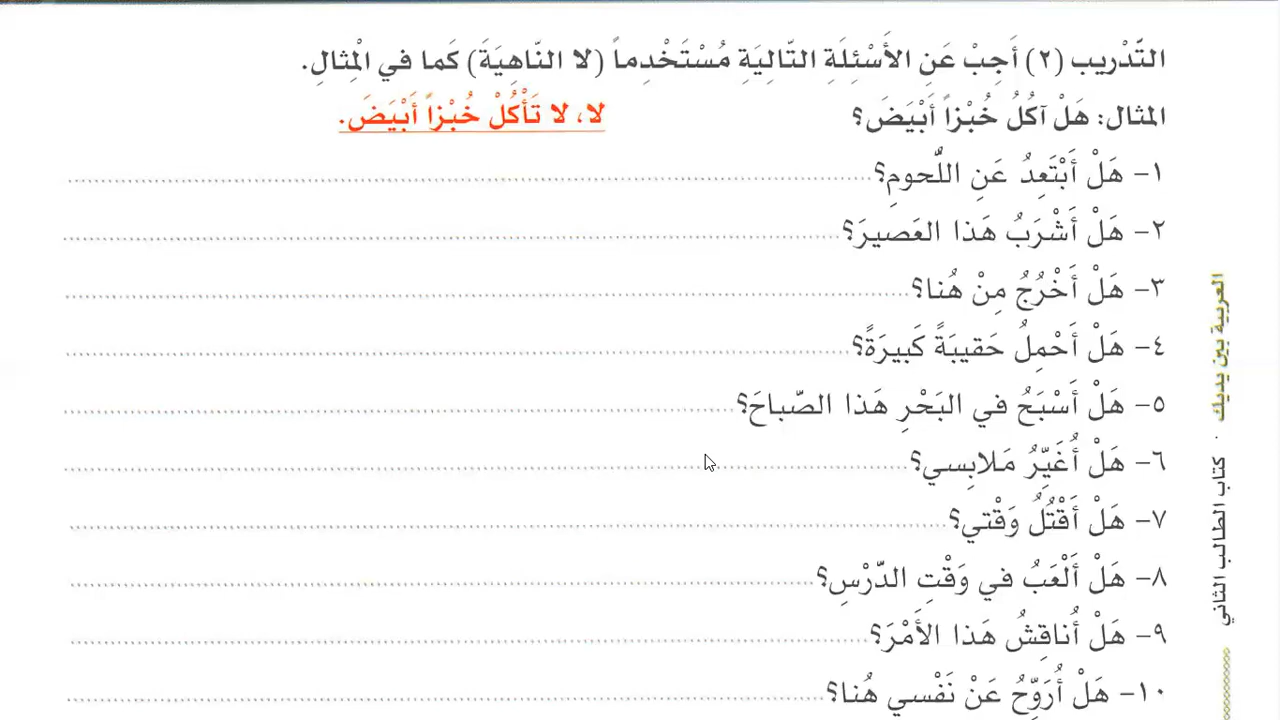 التَّدْريب (٢) أَجِبْ عَنِ الأَسْئِلَةِ التّالِيَةِ مُسْتَخْدِماً (لا النّاهِيَةَ) كَما في الْمِثالِ.
المثال: هَلْ آكُلُ خُبْزاً أَبْيَضَ؟ لا، لا تَأْكُلْ خُبْزاً أَبْيَضَ.
١- هَلْ أَبْتَعِدُ عَنِ اللُّحومِ؟
٢- هَلْ أَشْرَبُ هَذا العَصيرَ؟
٣- هَلْ أَخْرُجُ مِنْ هُنا؟
٤- هَلْ أَحْمِلُ حَقيبَةً كَبيرَةً؟
٥- هَلْ أَسْبَحُ في البَحْرِ هَذا الصّباحَ؟
٦- هَلْ أُغَيِّرُ مَلابِسي؟
٧- هَلْ أَقْتُلُ وَقْتي؟
٨- هَلْ أَلْعَبُ في وَقْتِ الدَّرْسِ؟
٩- هَلْ أُناقِشُ هَذا الأَمْرَ؟
١٠- هَلْ أُرَوِّحُ عَنْ نَفْسي هُنا؟
العربية بين يديك · كتاب الطالب الثاني